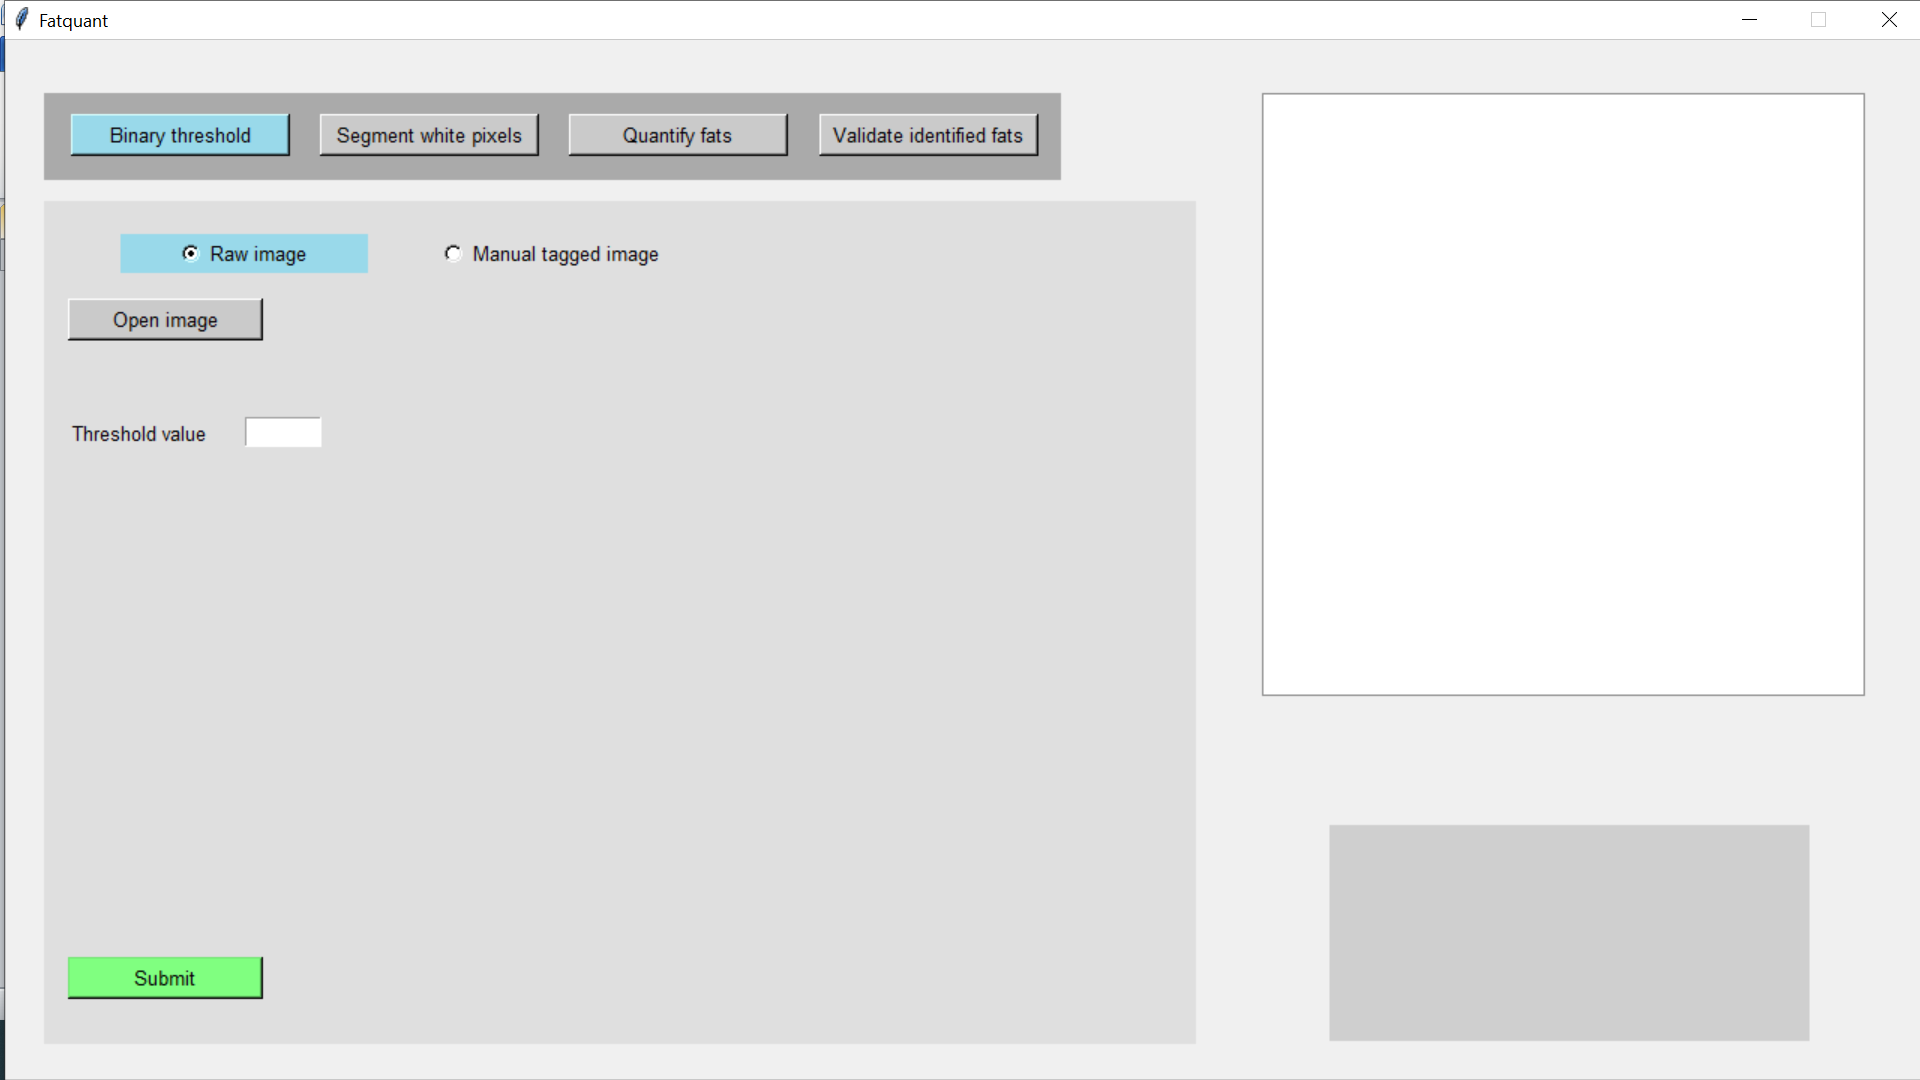 Fatquant
Binary threshold
Segment white pixels
Quantify fats
Validate identified fats
Raw image
Manual tagged image
Open image
Threshold value
Submit